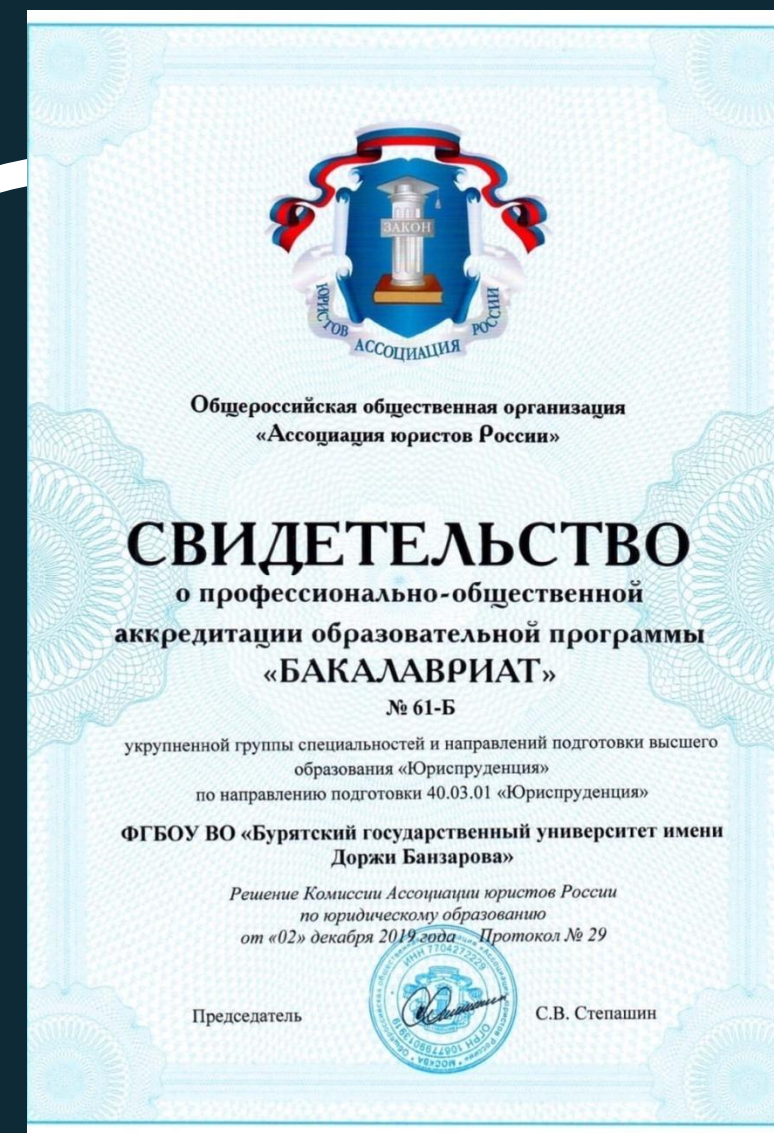 ЗАКОН
ЮРИСТОВ АССОЦИАЦИЯ РОССИИ
Общероссийская общественная организация
«Ассоциация юристов России»
СВИДЕТЕЛЬСТВО
о профессионально-общественной
аккредитации образовательной программы
«БАКАЛАВРИАТ»
№ 61-Б
укрупненной группы специальностей и направлений подготовки высшего
образования «Юриспруденция»
по направлению подготовки 40.03.01 «Юриспруденция»
ФГБОУ ВО «Бурятский государственный университет имени
Доржи Банзарова»
Решение Комиссии Ассоциации юристов России
по юридическому образованию
от «02» декабря 2019 года Протокол № 29
Председатель
С.В. Степашин
ИНН 7704272229